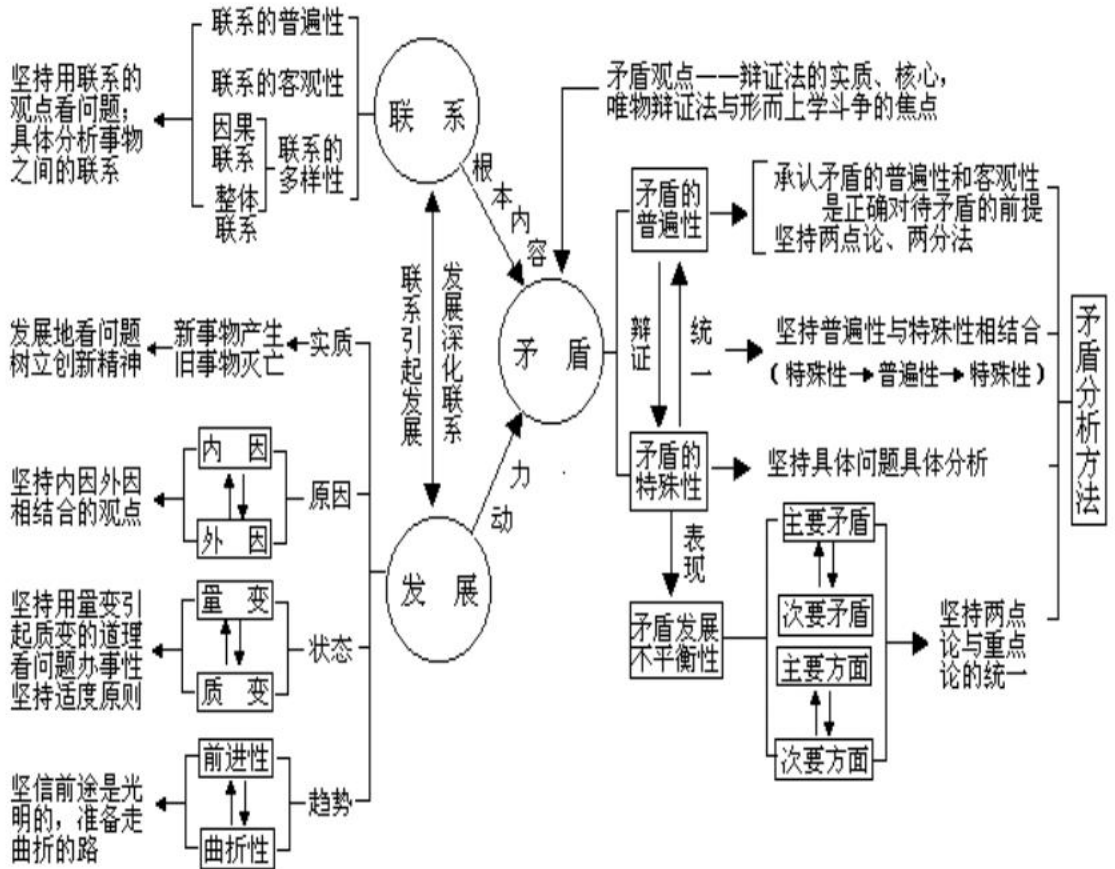 联系的普遍性
联系的客观性
因果
联系
整体
联系
联系的
多样性
坚持用联系的
观点看问题；
具体分析事物
之间的联系
联 系
根本内容
矛盾观点——辩证法的实质、核心，
唯物辩证法与形而上学斗争的焦点
联系引起发展
发展深化联系
矛 盾
动力
发 展
发展地看问题
树立创新精神
新事物产生
旧事物灭亡
实质
坚持内因外因
相结合的观点
内 因
外 因
原因
坚持用量变引
起质变的道理
看问题办事性
坚持适度原则
量 变
质 变
状态
坚信前途是光
明的，准备走
曲折的路
前进性
曲折性
趋势
矛盾的
普遍性
承认矛盾的普遍性和客观性
是正确对待矛盾的前提
坚持两点论、两分法
辩证
统一
坚持普遍性与特殊性相结合
(特殊性→普遍性→特殊性)
矛盾的
特殊性
坚持具体问题具体分析
表现
矛盾发展
不平衡性
主要矛盾
次要矛盾
主要方面
次要方面
坚持两点
论与重点
论的统一
矛盾分析方法